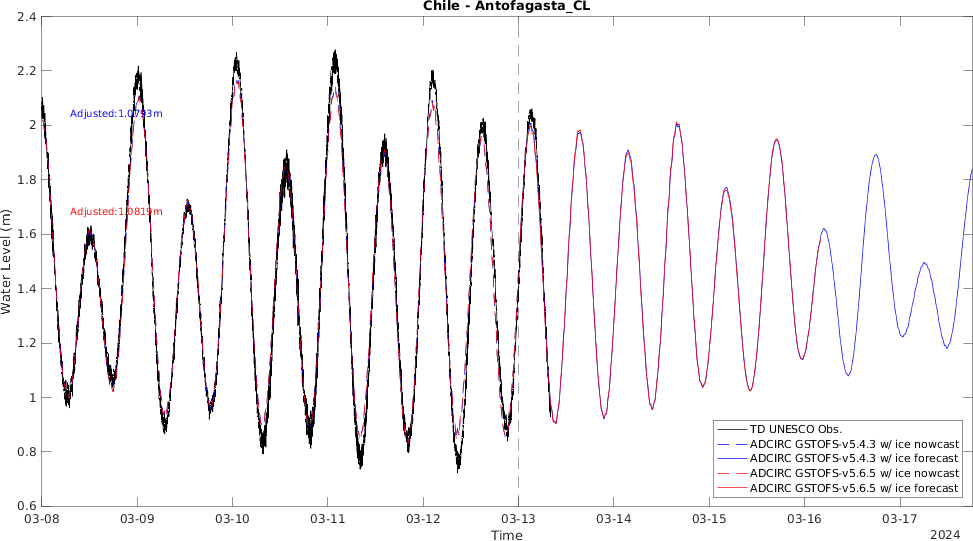 Chile - Antofagasta_CL
2.4
2.2
2
1.8
1.6
1.4
1.2
1
0.8
0.6
Water Level (m)
Adjusted:1.0793m
Adjusted:1.0819m
TD UNESCO Obs.
ADCIRC GSTOFS-v5.4.3 w/ ice nowcast
ADCIRC GSTOFS-v5.4.3 w/ ice forecast
ADCIRC GSTOFS-v5.6.5 w/ ice nowcast
ADCIRC GSTOFS-v5.6.5 w/ ice forecast
03-08 03-09 03-10 03-11 03-12 03-13 03-14 03-15 03-16 03-17
Time
2024